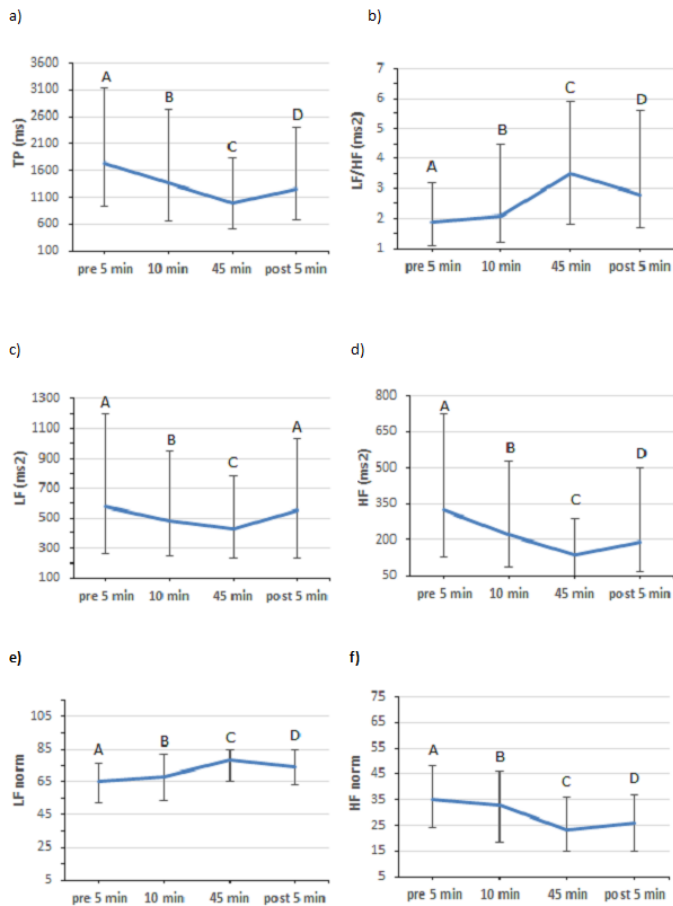 a)
3600
3100
2600
2100
1600
1100
600
100
TP (ms)
A
B
C
D
pre 5 min 10 min 45 min post 5 min
b)
7
6
5
4
3
2
1
LF/HF (ms2)
A
B
C
D
pre 5 min 10 min 45 min post 5 min
c)
1300
1100
900
700
500
300
100
LF (ms2)
A
B
C
A
pre 5 min 10 min 45 min post 5 min
d)
800
650
500
350
200
50
HF (ms2)
A
B
C
D
pre 5 min 10 min 45 min post 5 min
e)
105
85
65
45
25
5
LF norm
A
B
C
D
pre 5 min 10 min 45 min post 5 min
f)
75
65
55
45
35
25
15
HF norm
A
B
C
D
pre 5 min 10 min 45 min post 5 min